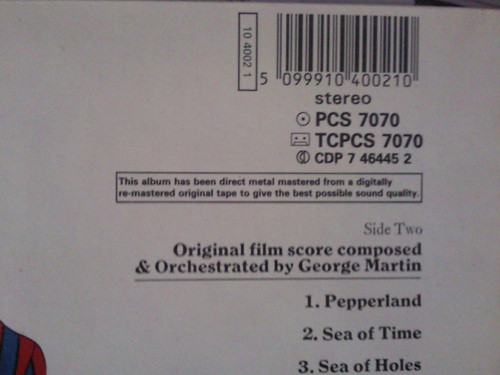 10 4002 1
5 099910 400210
stereo
PCS 7070
TCPCS 7070
CDP 7 46445 2
This album has been direct metal mastered from a digitally
re-mastered original tape to give the best possible sound quality.
Side Two
Original film score composed
& Orchestrated by George Martin
1. Pepperland
2. Sea of Time
3. Sea of Holes